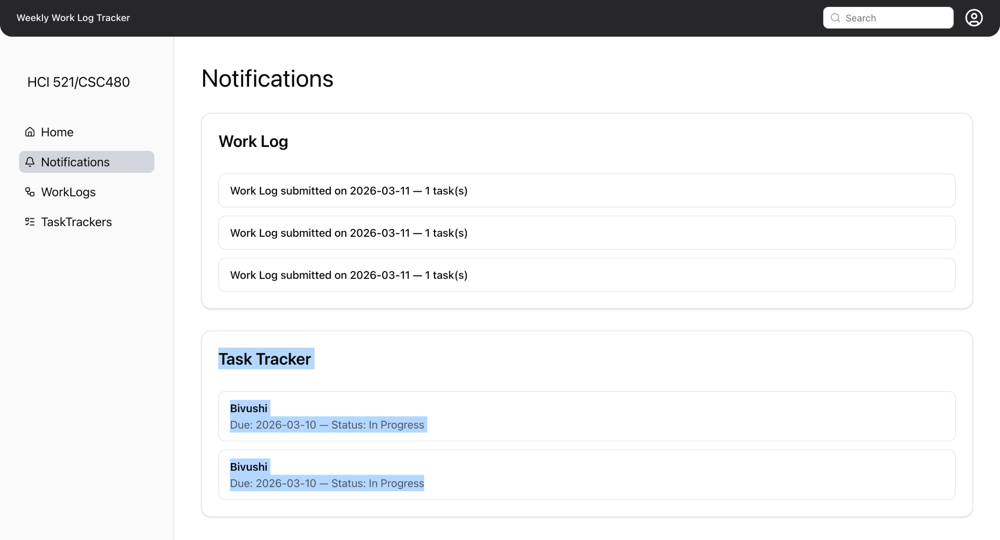 Weekly Work Log Tracker
Search
HCI 521/CSC480
Home
Notifications
WorkLogs
TaskTrackers
Notifications
Work Log
Work Log submitted on 2026-03-11 — 1 task(s)
Work Log submitted on 2026-03-11 — 1 task(s)
Work Log submitted on 2026-03-11 — 1 task(s)
Task Tracker
Bivushi
Due: 2026-03-10 — Status: In Progress
Bivushi
Due: 2026-03-10 — Status: In Progress